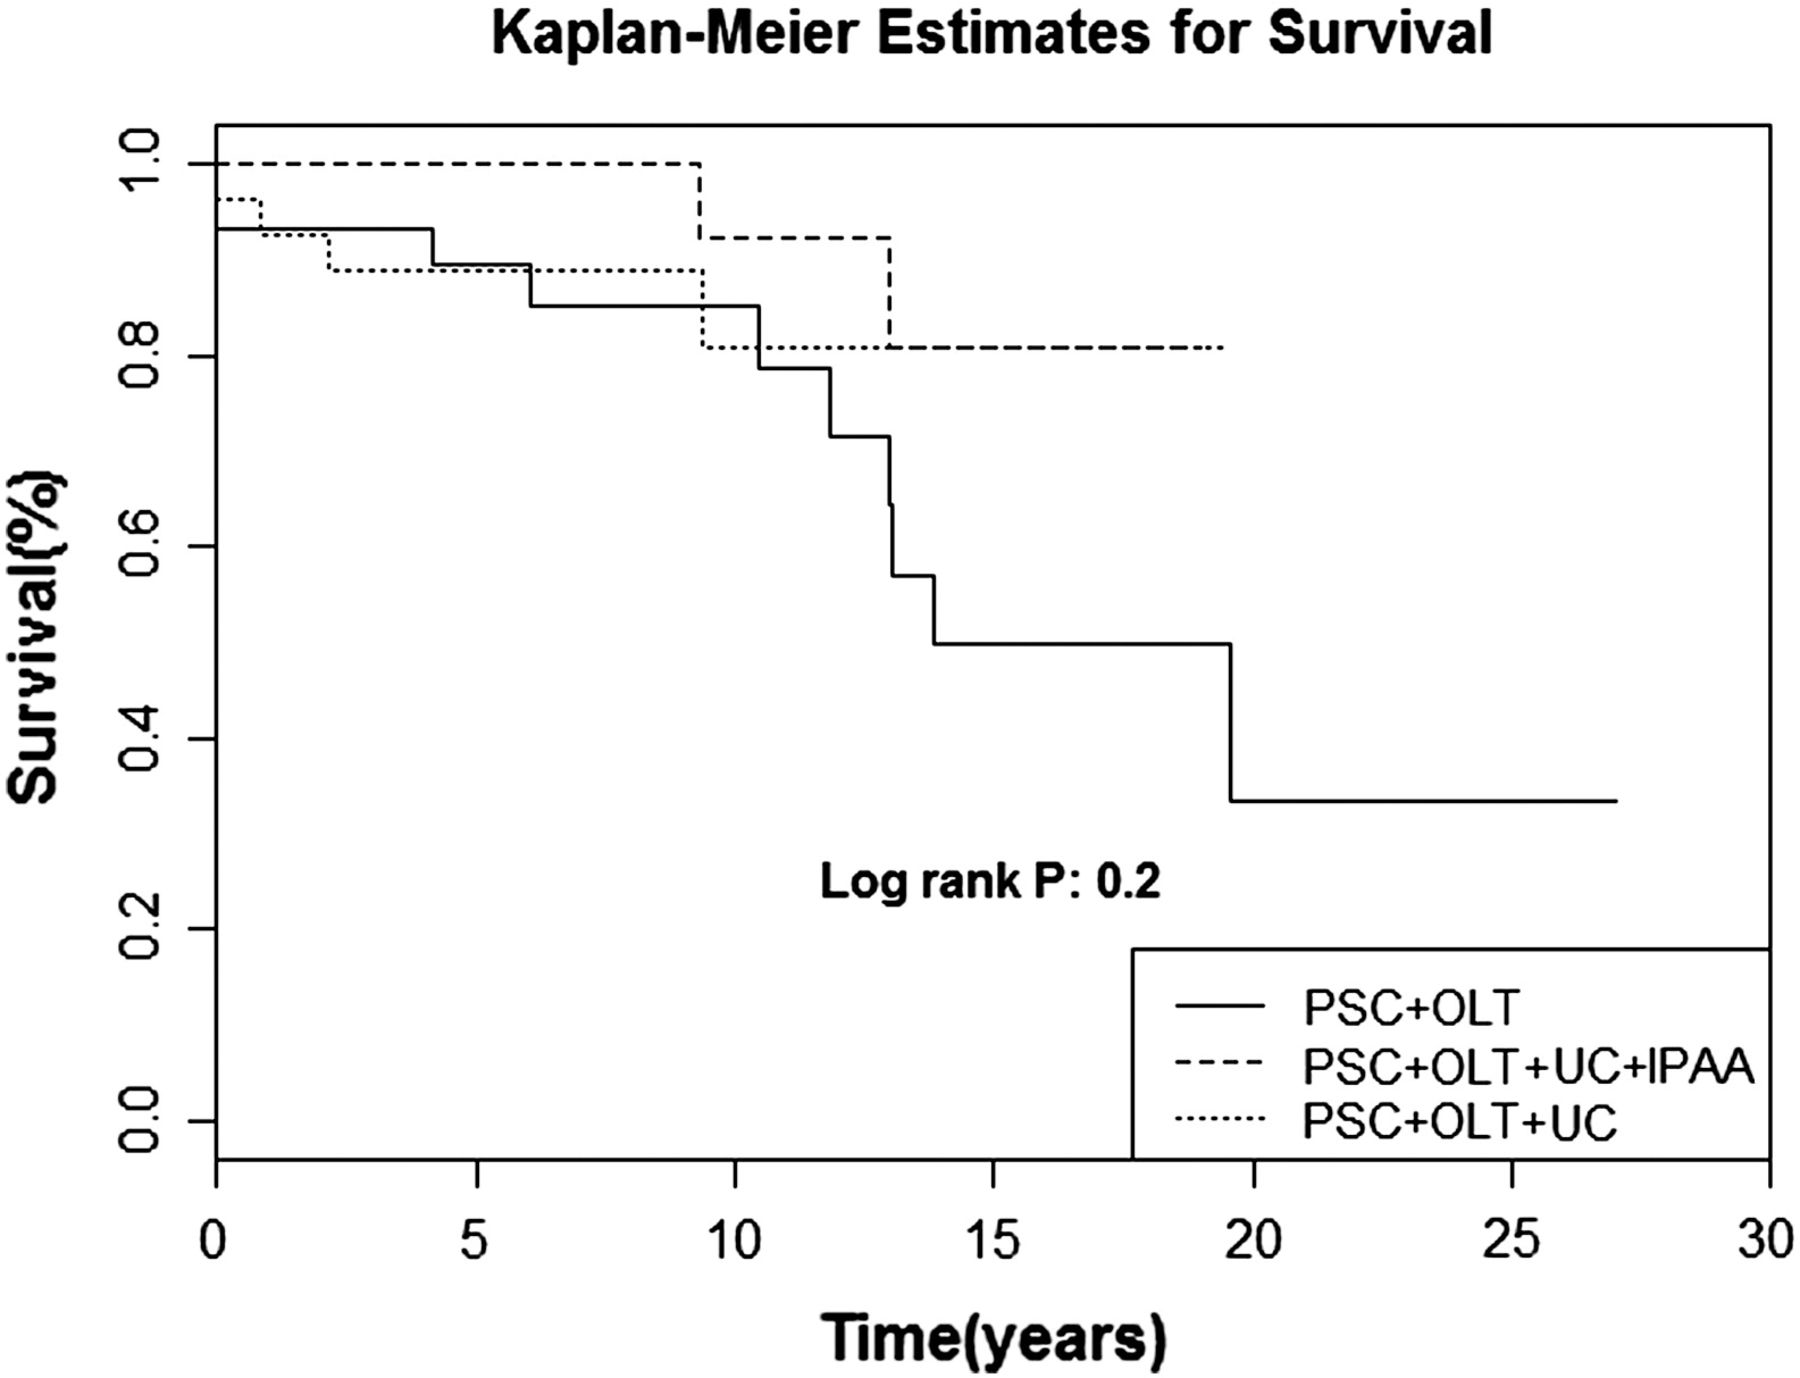 Kaplan-Meier Estimates for Survival
Survival(%)
1.0
0.8
0.6
0.4
0.2
0.0
Log rank P: 0.2
PSC+OLT
PSC+OLT+UC+IPAA
PSC+OLT+UC
0 5 10 15 20 25 30
Time(years)